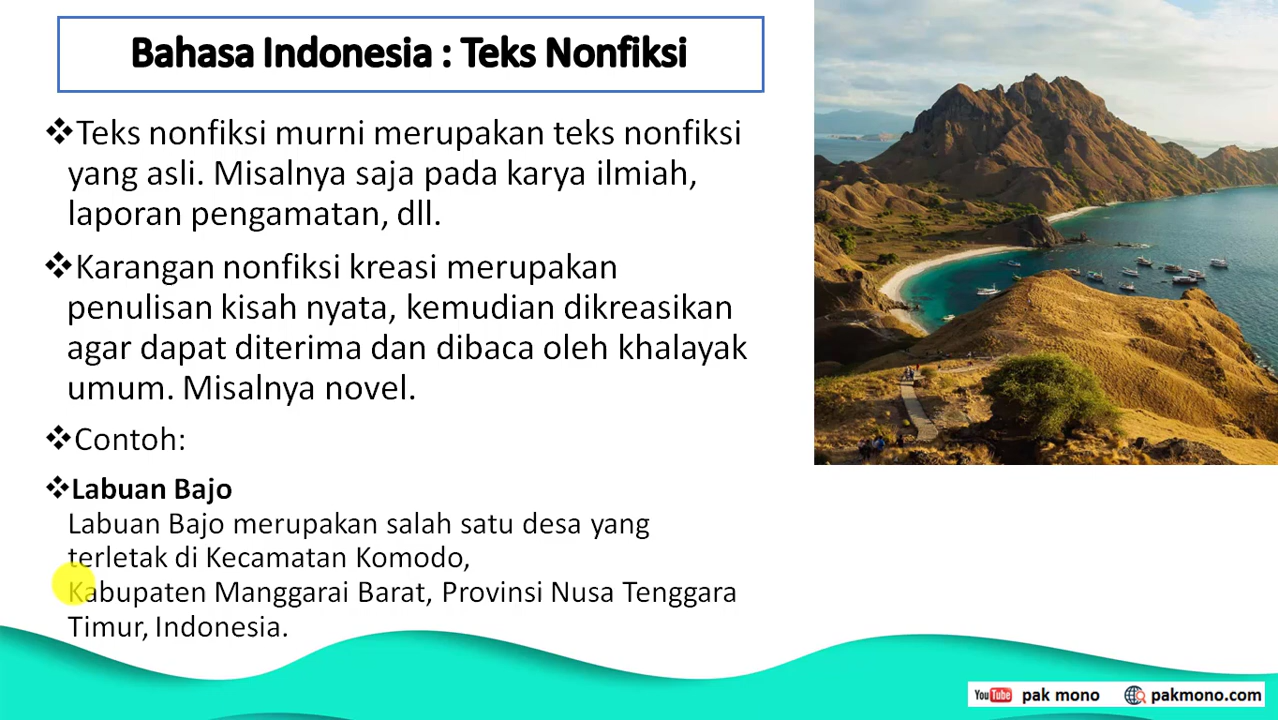 Bahasa Indonesia : Teks Nonfiksi
❖Teks nonfiksi murni merupakan teks nonfiksi
yang asli. Misalnya saja pada karya ilmiah,
laporan pengamatan, dll.
❖Karangan nonfiksi kreasi merupakan
penulisan kisah nyata, kemudian dikreasikan
agar dapat diterima dan dibaca oleh khalayak
umum. Misalnya novel.
❖Contoh:
❖Labuan Bajo
Labuan Bajo merupakan salah satu desa yang
terletak di Kecamatan Komodo,
Kabupaten Manggarai Barat, Provinsi Nusa Tenggara
Timur, Indonesia.
YouTube pak mono pakmono.com